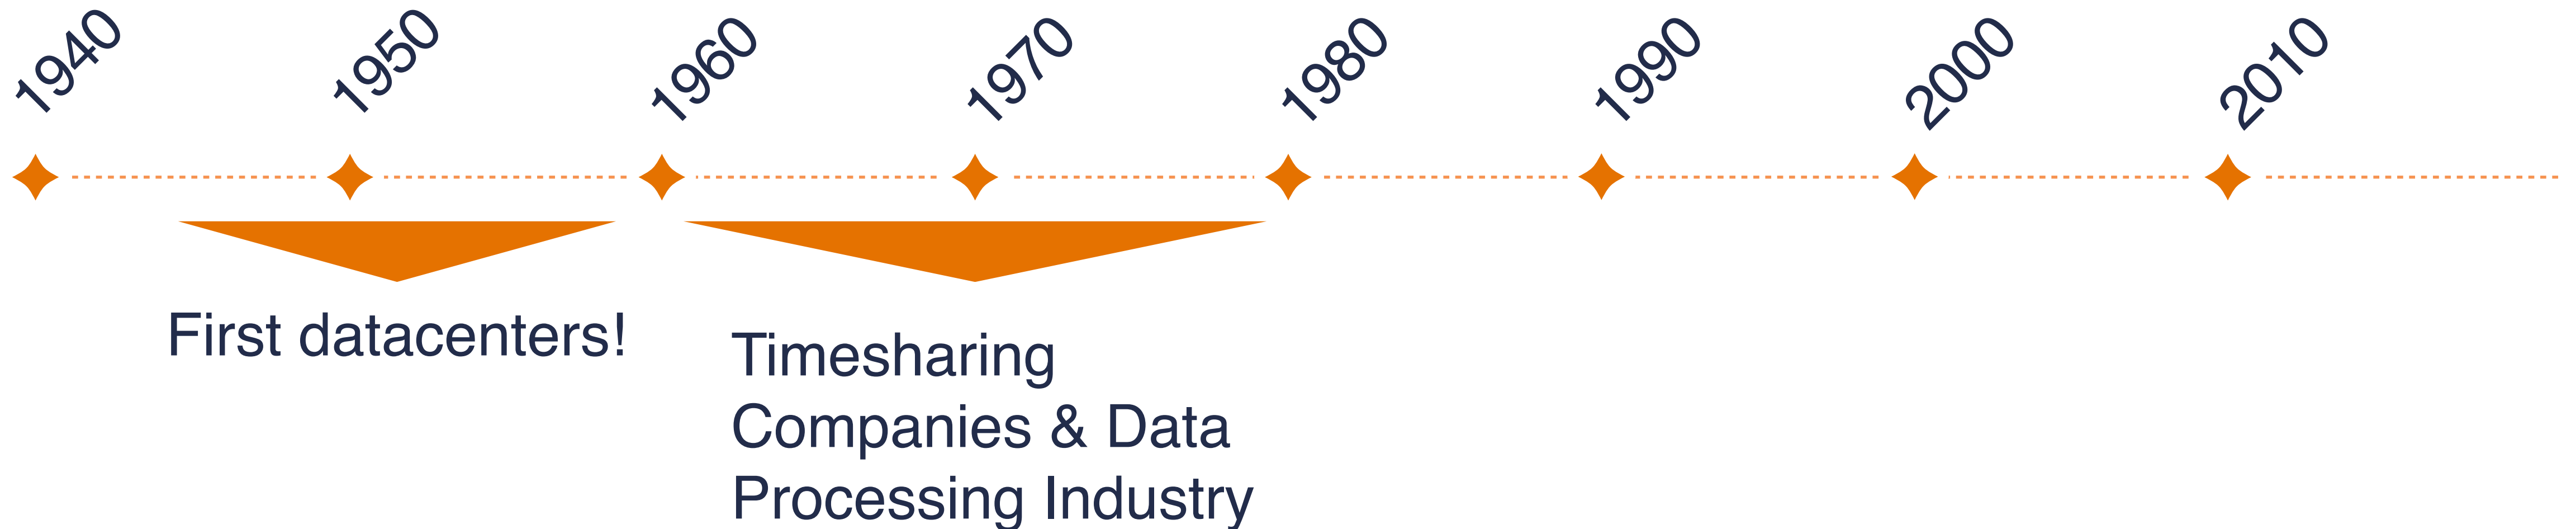 1940
1950
1960
1970
1980
1990
2000
2010
First datacenters!
Timesharing
Companies & Data
Processing Industry